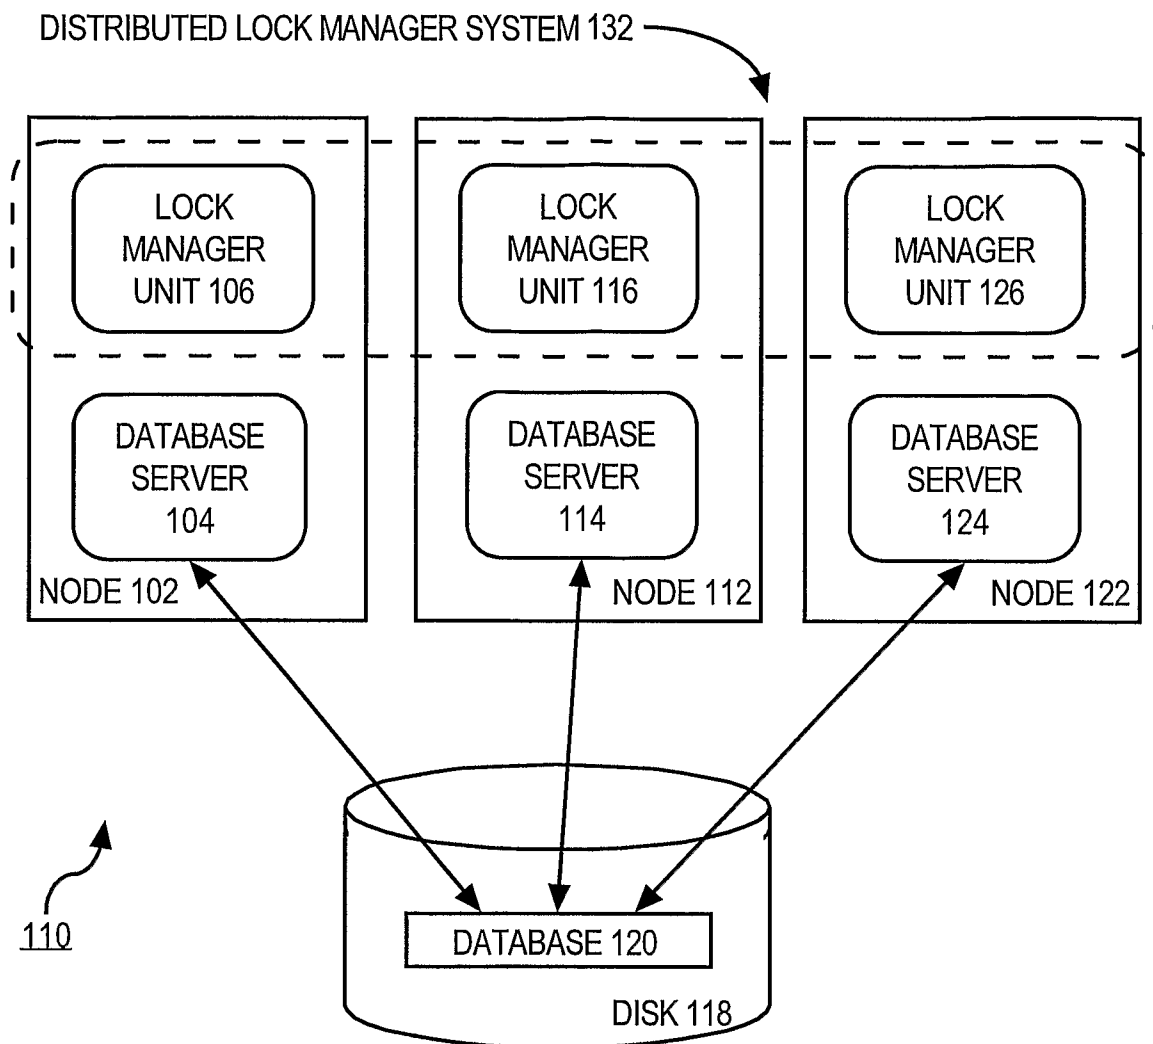 DISTRIBUTED LOCK MANAGER SYSTEM 132
LOCK
MANAGER
UNIT 106
LOCK
MANAGER
UNIT 116
LOCK
MANAGER
UNIT 126
DATABASE
SERVER
104
DATABASE
SERVER
114
DATABASE
SERVER
124
NODE 102
NODE 112
NODE 122
110
DATABASE 120
DISK 118